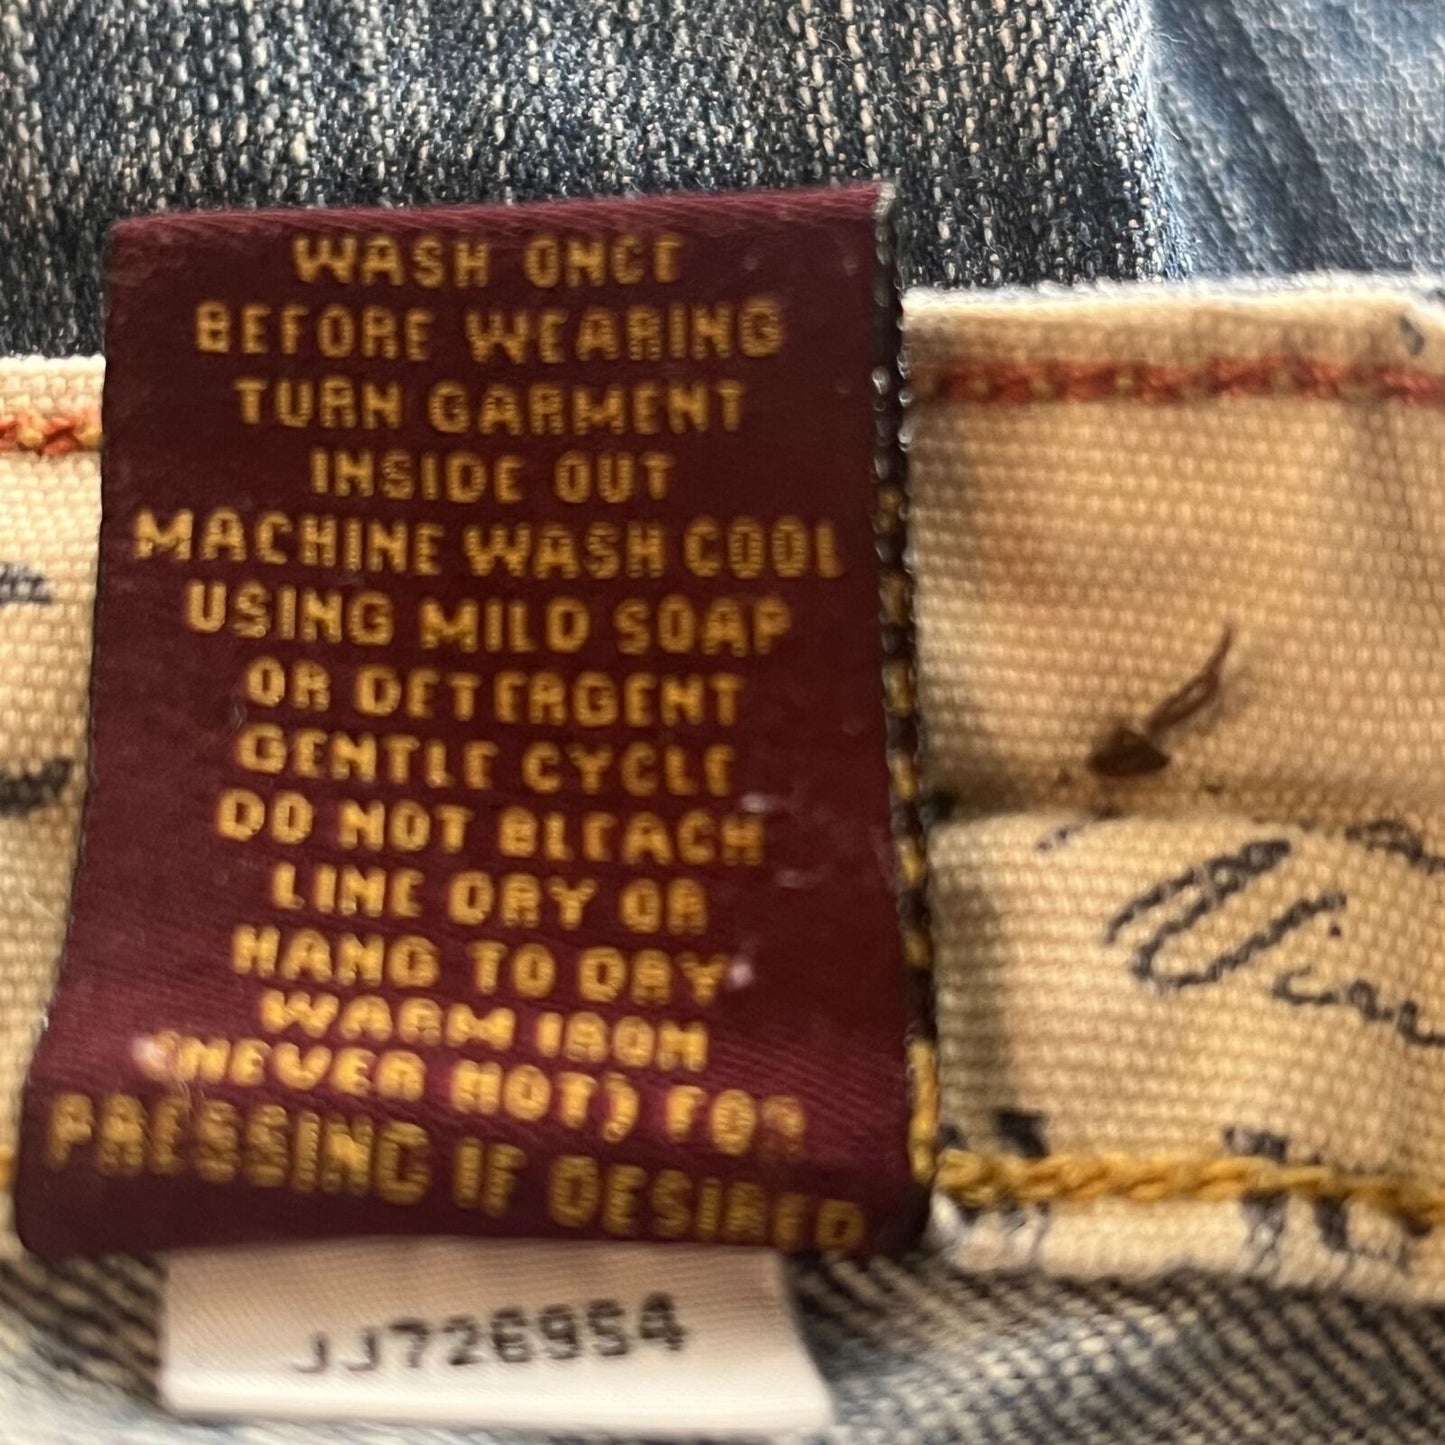 WASH ONCE
BEFORE WEARING
TURN GARMENT
INSIDE OUT
MACHINE WASH COOL
USING MILD SOAP
OR DETERGENT
GENTLE CYCLE
DO NOT BLEACH
LINE DRY OR
HANG TO DRY
WARM IRON
(NEVER HOT) FOR
PRESSING IF DESIRED
JJ726954